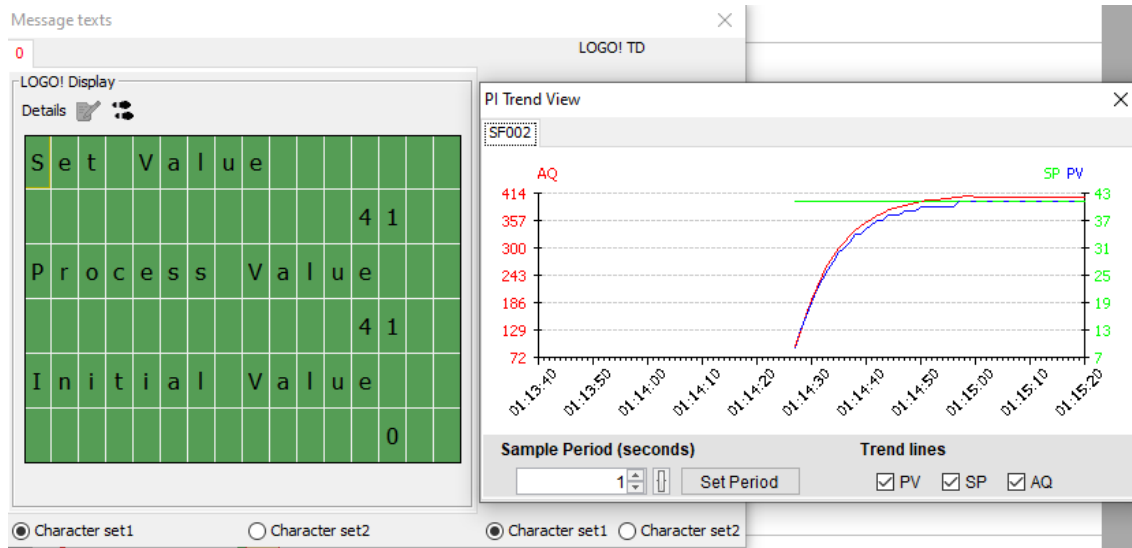 Message texts
0
LOGO! TD
LOGO! Display
Details
Set Value
41
Process Value
41
Initial Value
0
Character set1 Character set2 Character set1 Character set2
PI Trend View
SF002
AQ SP PV
414 43
357 37
300 31
243 25
186 19
129 13
72 7
01:13:40 01:13:50 01:14:00 01:14:10 01:14:20 01:14:30 01:14:40 01:14:50 01:15:00 01:15:10 01:15:20
Sample Period (seconds) Trend lines
1 Set Period PV SP AQ